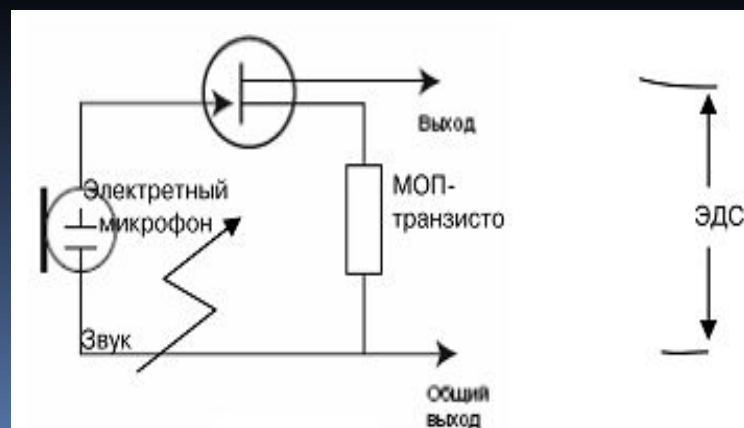 Выход
Электретный
микрофон
МОП-
транзисто
ЭДС
Звук
Общий
выход